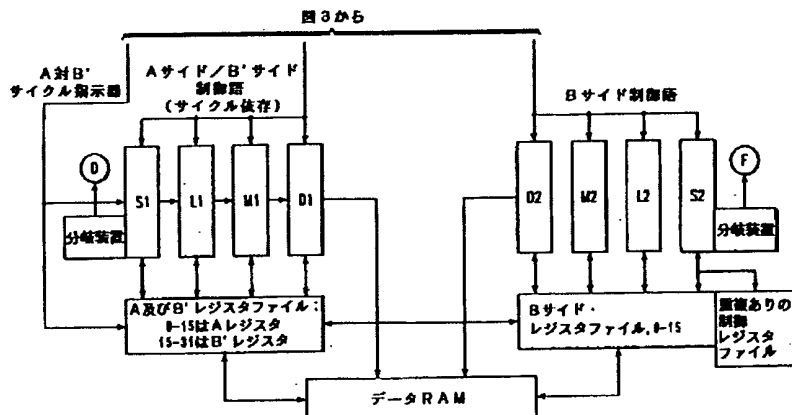 図3から
A対B'
サイクル指示器
Aサイド/B'サイド
制御語
(サイクル依存)
Bサイド制御語
D
F
S1
L1
M1
D1
D2
M2
L2
S2
分岐装置
分岐装置
A及びB'レジスタファイル:
0-15はAレジスタ
15-31はB'レジスタ
Bサイド・
レジスタファイル,0-15
重複ありの
制御
レジスタ
ファイル
データRAM